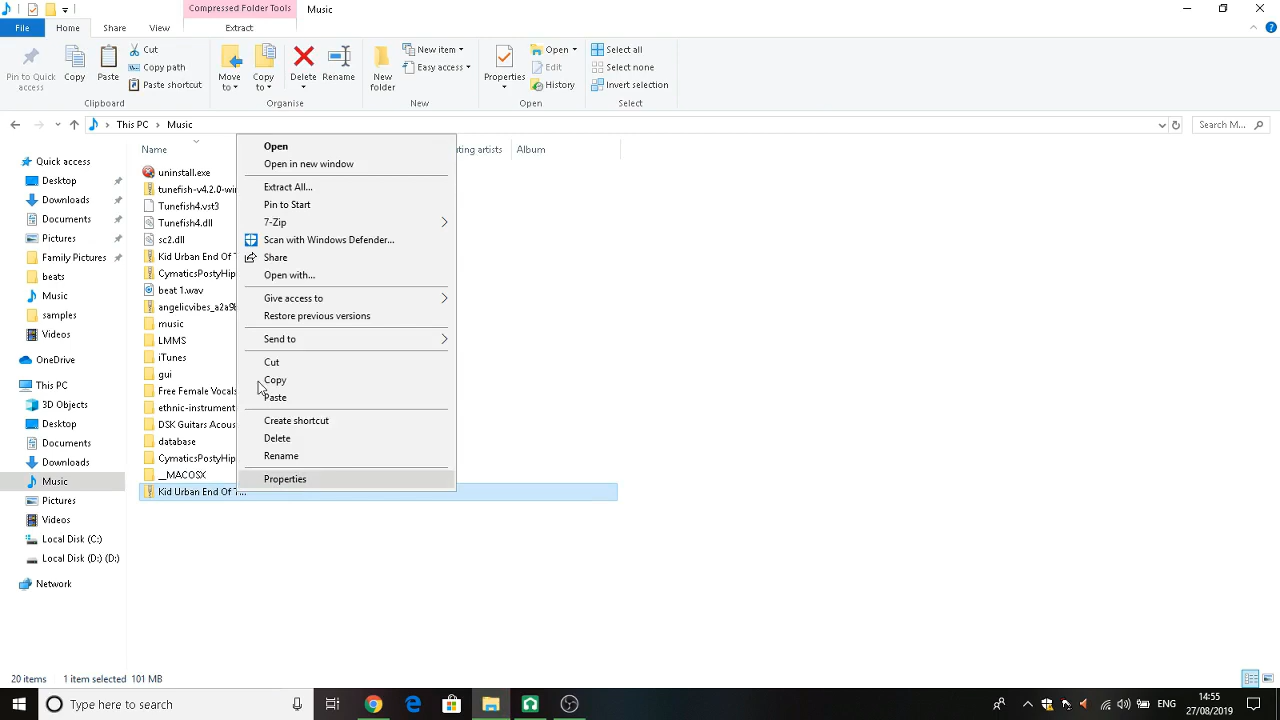 Compressed Folder Tools
Music
File
Home
Share
View
Extract
Pin to Quick access
Copy
Paste
Cut
Copy path
Paste shortcut
Clipboard
Move to
Copy to
Delete
Rename
Organise
New folder
New item
Easy access
New
Properties
Open
Edit
History
Open
Select all
Select none
Invert selection
Select
This PC
Music
Search M...
Name
uting artists
Album
Quick access
Desktop
Downloads
Documents
Pictures
Family Pictures
beats
Music
samples
Videos
OneDrive
This PC
3D Objects
Desktop
Documents
Downloads
Music
Pictures
Videos
Local Disk (C:)
Local Disk (D:) (D:)
Network
uninstall.exe
tunefish-v4.2.0-win
Tunefish4.vst3
Tunefish4.dll
sc2.dll
Kid Urban End Of T
CymaticsPostyHip
beat 1.wav
angelicvibes_a2a9b
music
LMMS
iTunes
gui
Free Female Vocals
ethnic-instrument
DSK Guitars Acous
database
CymaticsPostyHip
__MACOSX
Kid Urban End Of T...
Open
Open in new window
Extract All...
Pin to Start
7-Zip
Scan with Windows Defender...
Share
Open with...
Give access to
Restore previous versions
Send to
Cut
Copy
Paste
Create shortcut
Delete
Rename
Properties
20 items
1 item selected
101 MB
Type here to search
ENG
14:55
27/08/2019